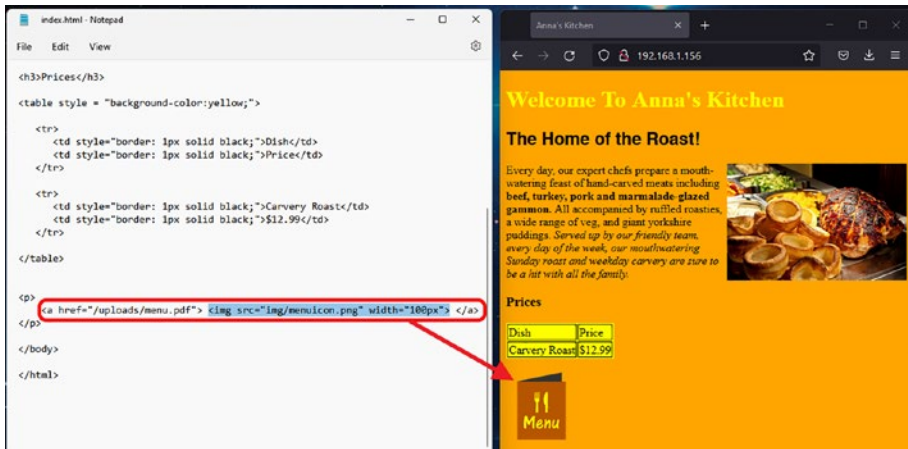 index.html - Notepad
File Edit View
<h3>Prices</h3>
<table style = "background-color:yellow;">
<tr>
<td style="border: 1px solid black;">Dish</td>
<td style="border: 1px solid black;">Price</td>
</tr>
<tr>
<td style="border: 1px solid black;">Carvery Roast</td>
<td style="border: 1px solid black;">$12.99</td>
</tr>
</table>
<p>
<a href="/uploads/menu.pdf"> <img src="img/menuicon.png" width="100px"> </a>
</p>
</body>
</html>
Anna's Kitchen
192.168.1.156
Welcome To Anna's Kitchen
The Home of the Roast!
Every day, our expert chefs prepare a mouth-
watering feast of hand-carved meats including
beef, turkey, pork and marmalade-glazed
gammon. All accompanied by ruffled roasties,
a wide range of veg, and giant yorkshire
puddings. Served up by our friendly team,
every day of the week, our mouthwatering
Sunday roast and weekday carvery are sure to
be a hit with all the family.
Prices
Dish Price
Carvery Roast $12.99
Menu